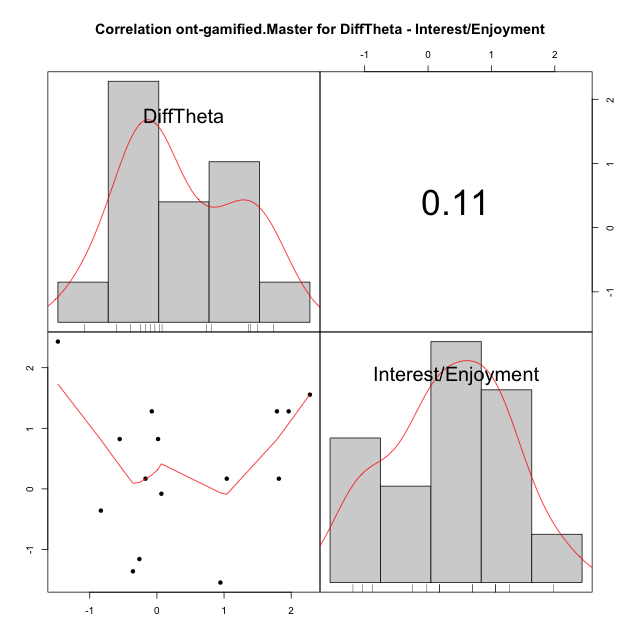 Correlation ont-gamified.Master for DiffTheta - Interest/Enjoyment
-1 0 1 2
DiffTheta
0.11
2
1
0
-1
Interest/Enjoyment
2
1
0
-1
-1 0 1 2